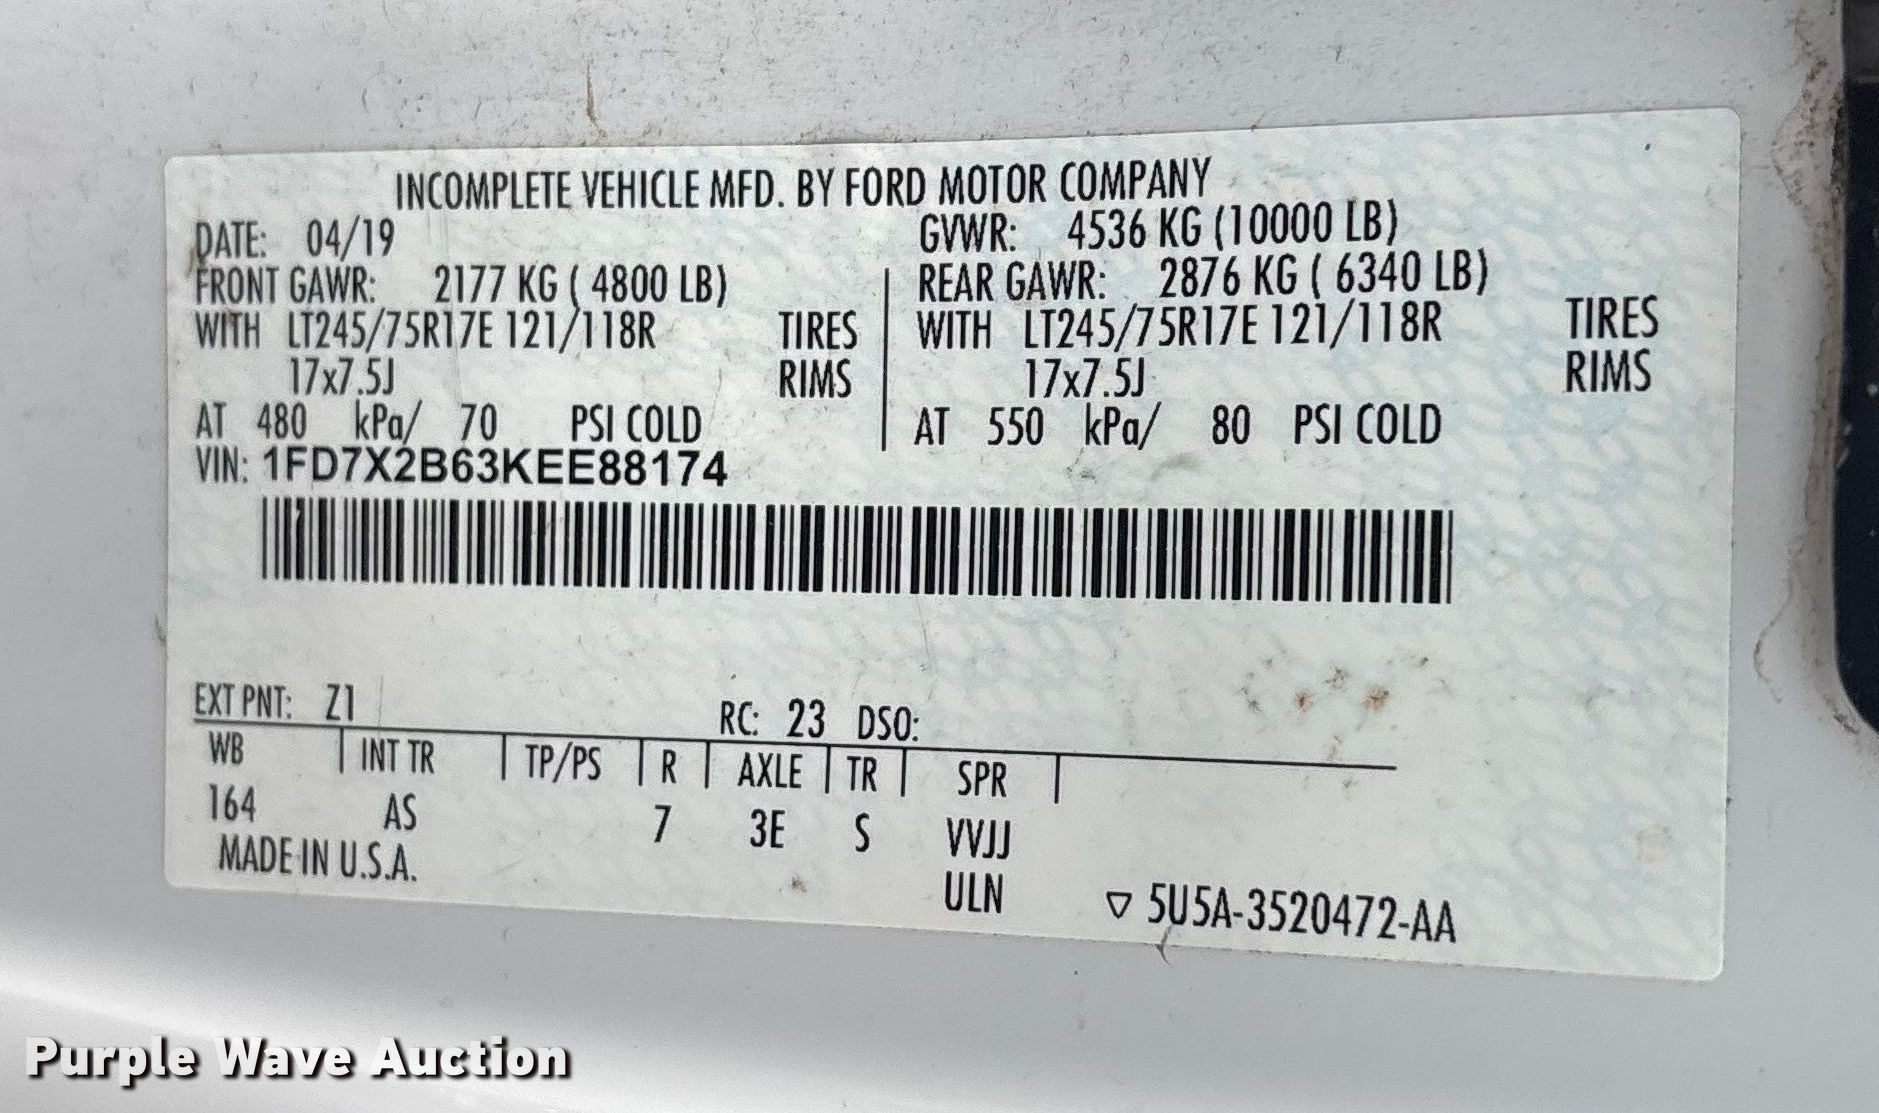 INCOMPLETE VEHICLE MFD. BY FORD MOTOR COMPANY
DATE: 04/19 GVWR: 4536 KG (10000 LB)
FRONT GAWR: 2177 KG ( 4800 LB) REAR GAWR: 2876 KG ( 6340 LB)
WITH LT245/75R17E 121/118R TIRES WITH LT245/75R17E 121/118R TIRES
17x7.5J RIMS 17x7.5J RIMS
AT 480 kPa/ 70 PSI COLD AT 550 kPa/ 80 PSI COLD
VIN: 1FD7X2B63KEE88174
EXT PNT: Z1 RC: 23 DSO:
WB INT TR TP/PS R AXLE TR SPR
164 AS 7 3E S VVJJ
MADE IN U.S.A. ULN ▽ 5U5A-3520472-AA
Purple Wave Auction